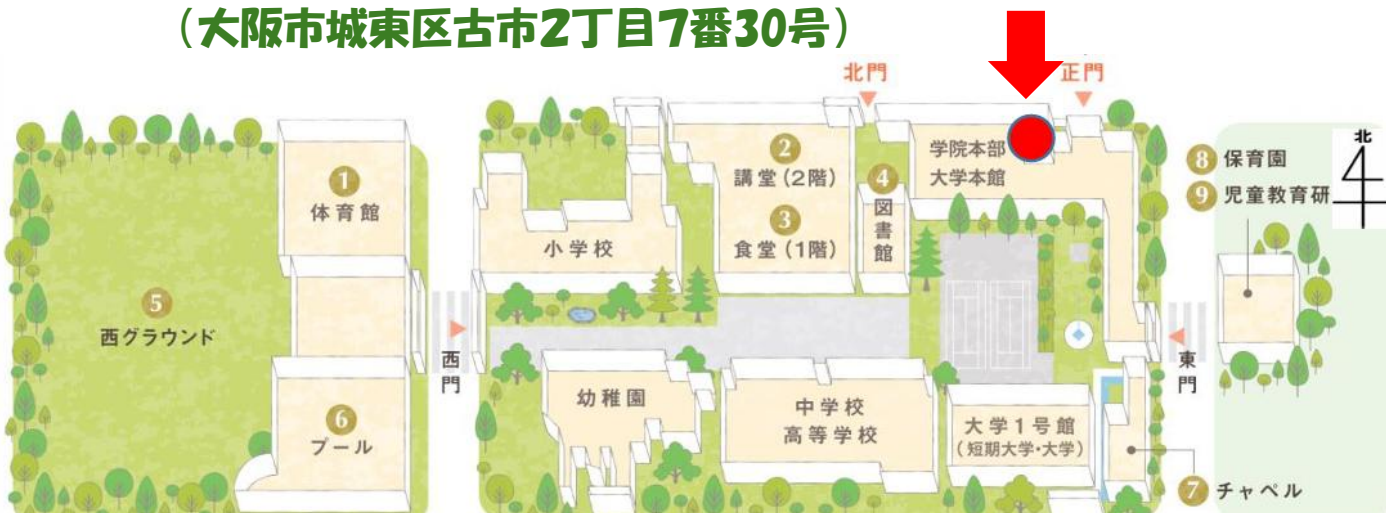 (大阪市城東区古市2丁目7番30号)
北門
正門
北
1
体育館
2
講堂(2階)
3
食堂(1階)
4
図書館
学院本部
大学本館
8 保育園
9 児童教育研
小学校
5
西グラウンド
西門
東門
6
プール
幼稚園
中学校
高等学校
大学1号館
(短期大学・大学)
7 チャペル